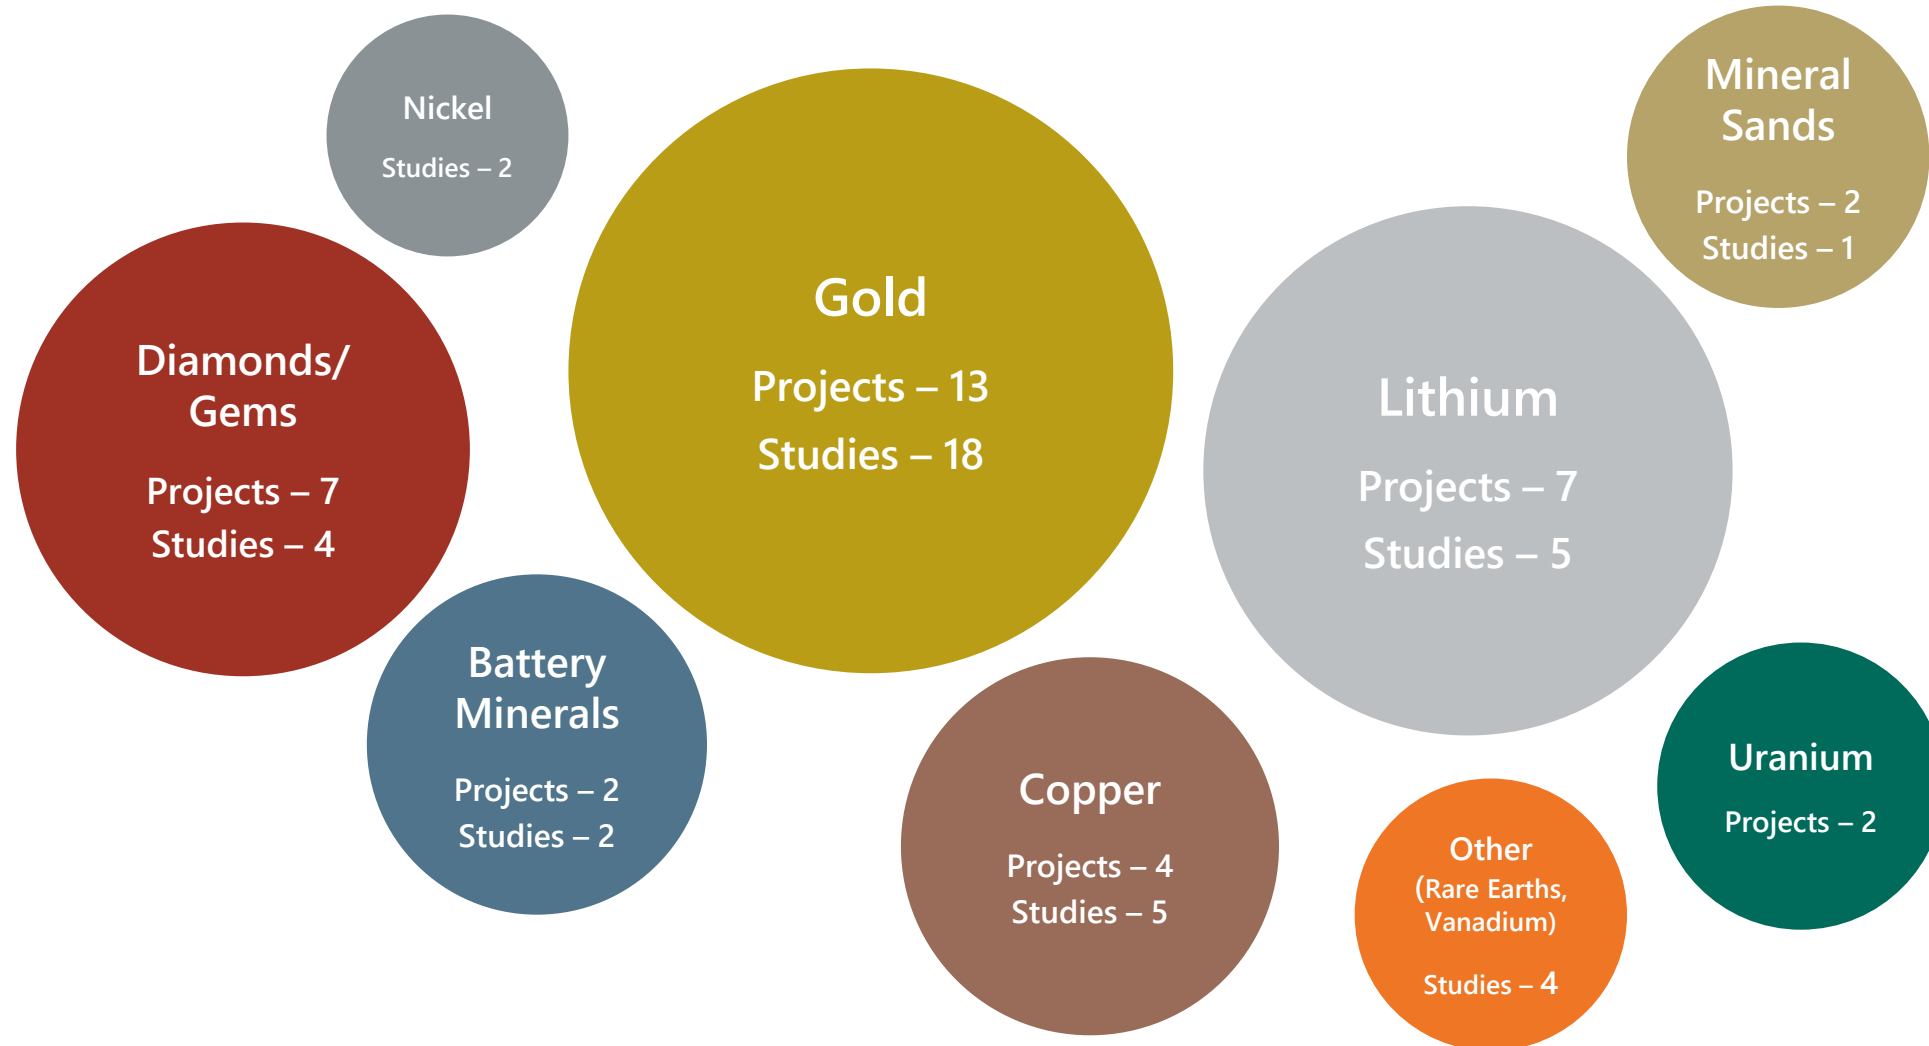 Nickel
Studies – 2
Diamonds/
Gems
Projects – 7
Studies – 4
Battery
Minerals
Projects – 2
Studies – 2
Gold
Projects – 13
Studies – 18
Copper
Projects – 4
Studies – 5
Lithium
Projects – 7
Studies – 5
Mineral
Sands
Projects – 2
Studies – 1
Other
(Rare Earths,
Vanadium)
Studies – 4
Uranium
Projects – 2